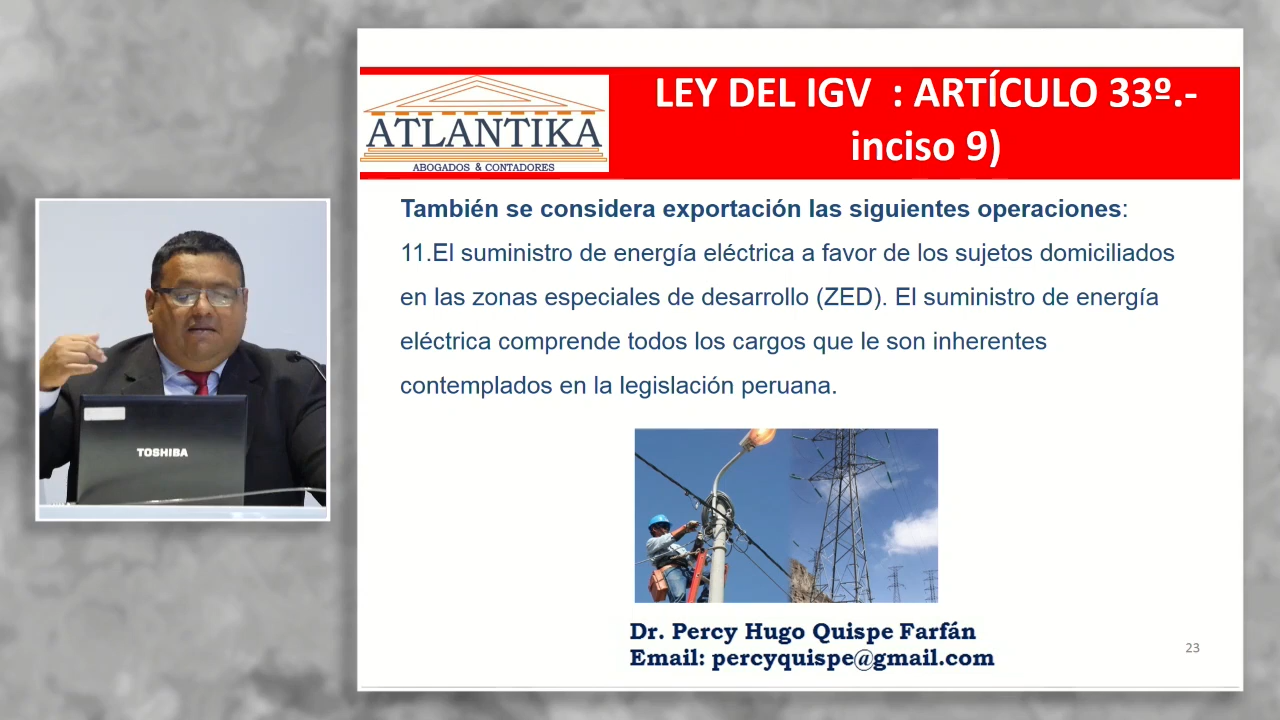 LEY DEL IGV : ARTÍCULO 33º.-
inciso 9)
ATLANTIKA
ABOGADOS & CONTADORES
También se considera exportación las siguientes operaciones:
11.El suministro de energía eléctrica a favor de los sujetos domiciliados
en las zonas especiales de desarrollo (ZED). El suministro de energía
eléctrica comprende todos los cargos que le son inherentes
contemplados en la legislación peruana.
TOSHIBA
Dr. Percy Hugo Quispe Farfán
Email: percyquispe@gmail.com
23